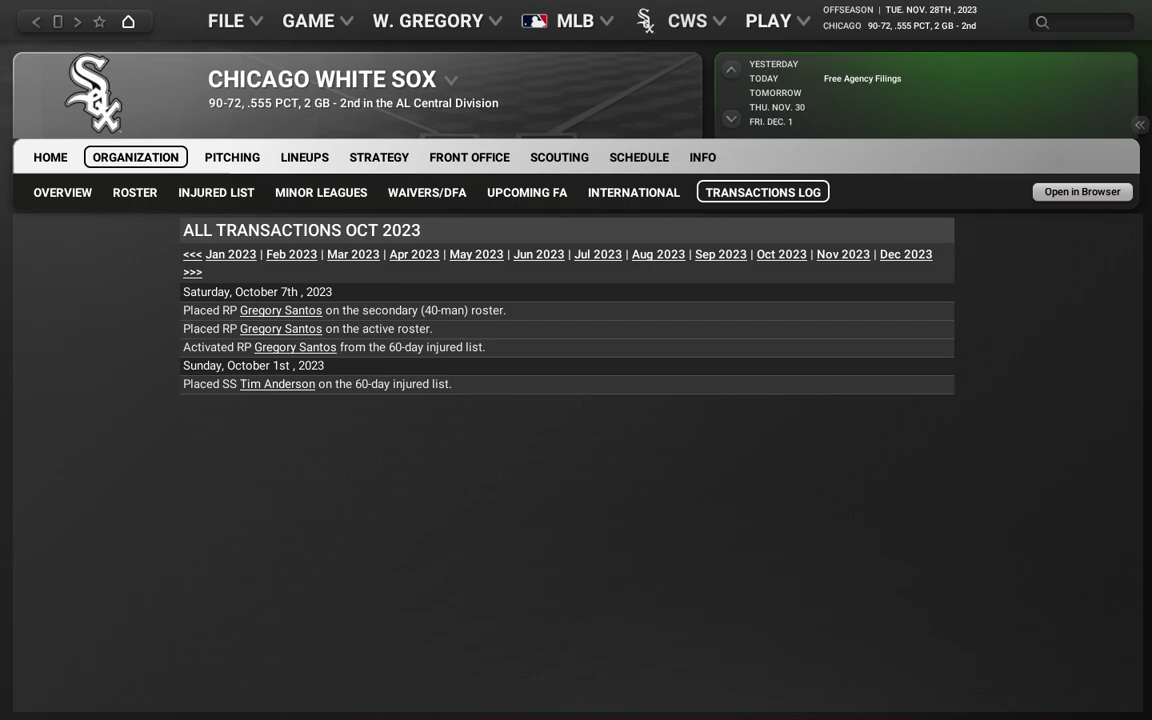 FILE GAME W. GREGORY MLB CWS PLAY
OFFSEASON | TUE. NOV. 28TH , 2023
CHICAGO 90-72, .555 PCT, 2 GB - 2nd
CHICAGO WHITE SOX
90-72, .555 PCT, 2 GB - 2nd in the AL Central Division
YESTERDAY
TODAY Free Agency Filings
TOMORROW
THU. NOV. 30
FRI. DEC. 1
HOME ORGANIZATION PITCHING LINEUPS STRATEGY FRONT OFFICE SCOUTING SCHEDULE INFO
OVERVIEW ROSTER INJURED LIST MINOR LEAGUES WAIVERS/DFA UPCOMING FA INTERNATIONAL TRANSACTIONS LOG Open in Browser
ALL TRANSACTIONS OCT 2023
<<< Jan 2023 | Feb 2023 | Mar 2023 | Apr 2023 | May 2023 | Jun 2023 | Jul 2023 | Aug 2023 | Sep 2023 | Oct 2023 | Nov 2023 | Dec 2023
>>>
Saturday, October 7th , 2023
Placed RP Gregory Santos on the secondary (40-man) roster.
Placed RP Gregory Santos on the active roster.
Activated RP Gregory Santos from the 60-day injured list.
Sunday, October 1st , 2023
Placed SS Tim Anderson on the 60-day injured list.